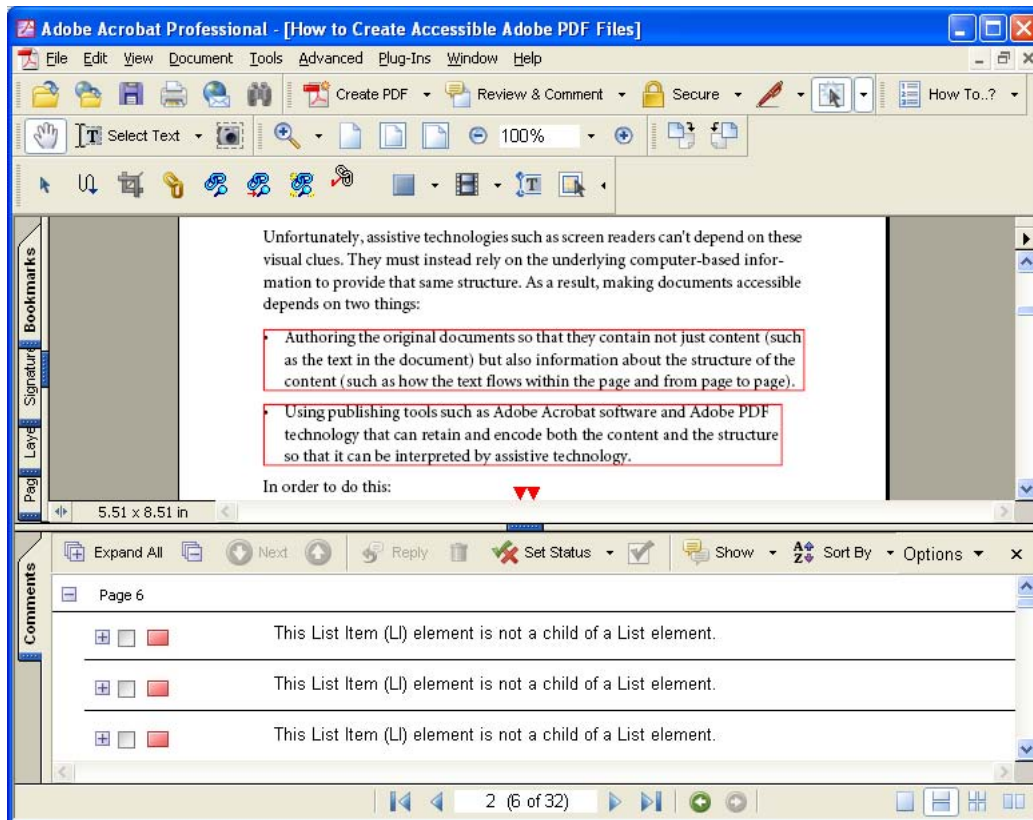 Adobe Acrobat Professional - [How to Create Accessible Adobe PDF Files]
File Edit View Document Tools Advanced Plug-Ins Window Help
Create PDF Review & Comment Secure How To..?
Select Text 100%
Unfortunately, assistive technologies such as screen readers can't depend on these
visual clues. They must instead rely on the underlying computer-based infor-
mation to provide that same structure. As a result, making documents accessible
depends on two things:
• Authoring the original documents so that they contain not just content (such
as the text in the document) but also information about the structure of the
content (such as how the text flows within the page and from page to page).
• Using publishing tools such as Adobe Acrobat software and Adobe PDF
technology that can retain and encode both the content and the structure
so that it can be interpreted by assistive technology.
In order to do this:
Bookmarks
Signature
Laye
Pag
5.51 x 8.51 in
Expand All Next Reply Set Status Show Sort By Options
Comments
Page 6
This List Item (LI) element is not a child of a List element.
This List Item (LI) element is not a child of a List element.
This List Item (LI) element is not a child of a List element.
2 (6 of 32)